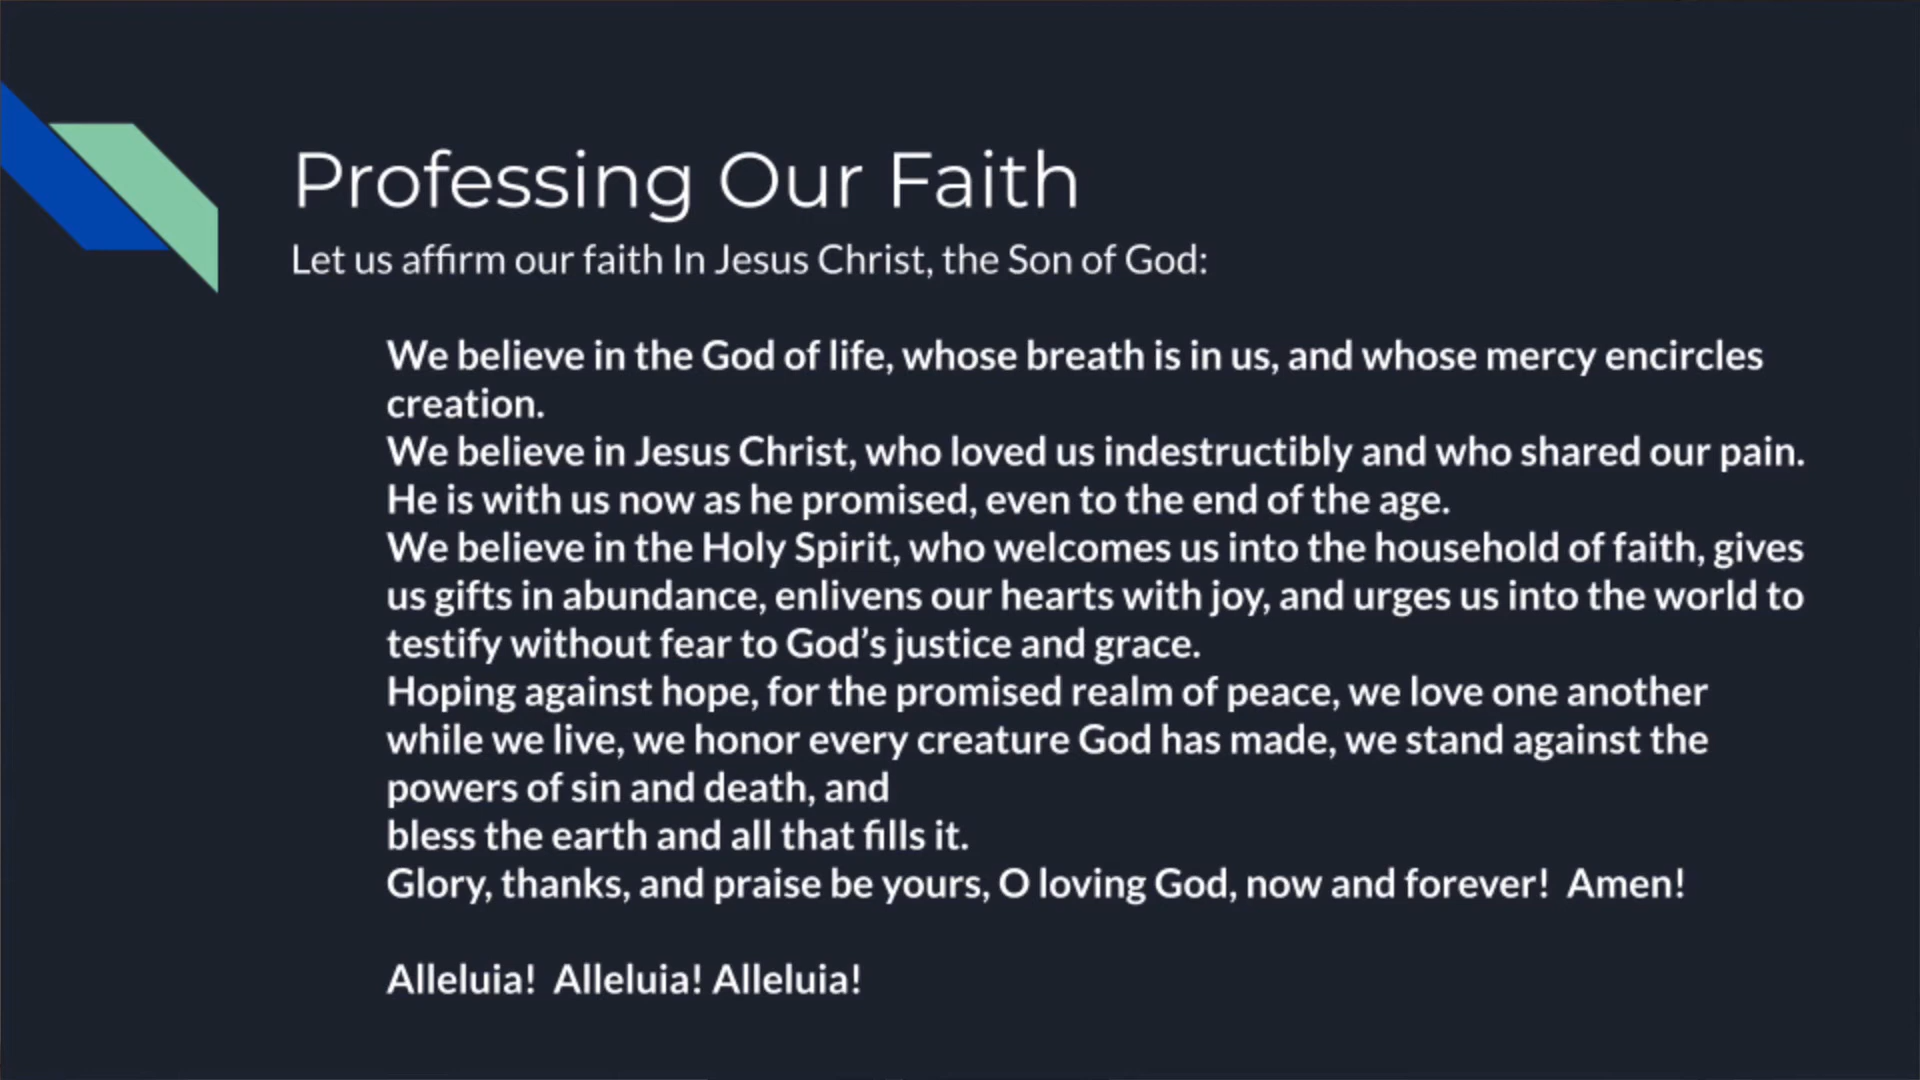 Professing Our Faith
Let us affirm our faith In Jesus Christ, the Son of God:
We believe in the God of life, whose breath is in us, and whose mercy encircles
creation.
We believe in Jesus Christ, who loved us indestructibly and who shared our pain.
He is with us now as he promised, even to the end of the age.
We believe in the Holy Spirit, who welcomes us into the household of faith, gives
us gifts in abundance, enlivens our hearts with joy, and urges us into the world to
testify without fear to God’s justice and grace.
Hoping against hope, for the promised realm of peace, we love one another
while we live, we honor every creature God has made, we stand against the
powers of sin and death, and
bless the earth and all that fills it.
Glory, thanks, and praise be yours, O loving God, now and forever!  Amen!
Alleluia!  Alleluia! Alleluia!